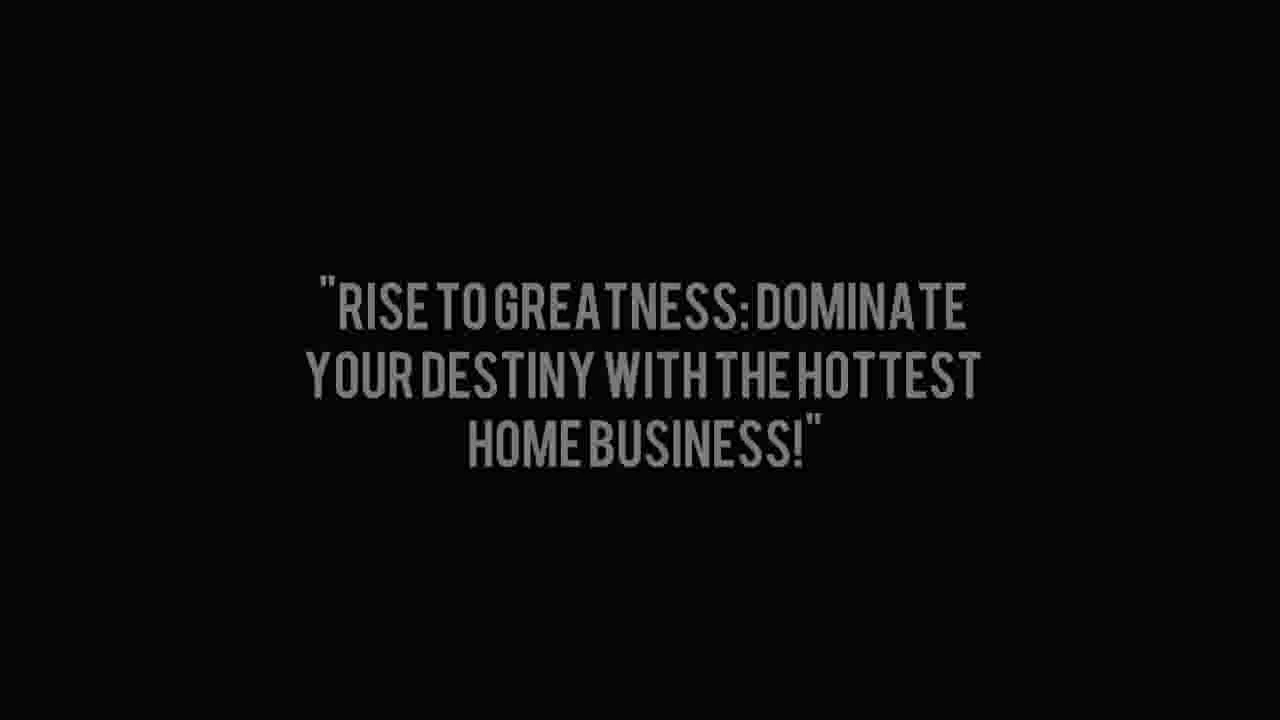 "RISE TO GREATNESS: DOMINATE
YOUR DESTINY WITH THE HOTTEST
HOME BUSINESS!"